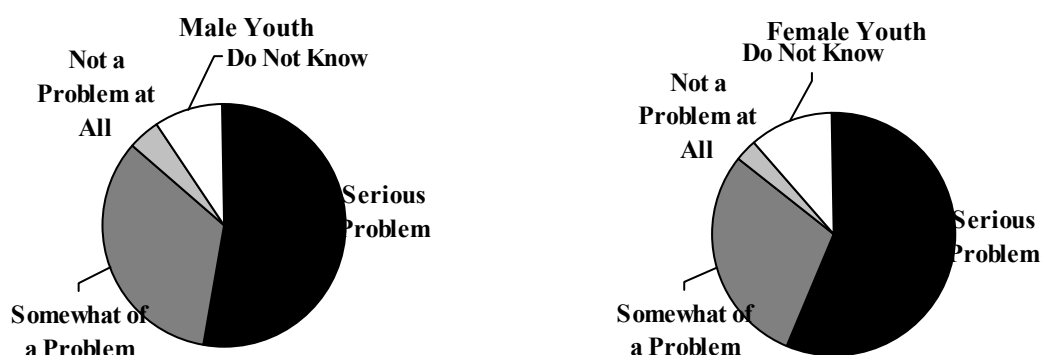 Male Youth
Do Not Know
Not a
Problem at
All
Serious
Problem
Somewhat of
a Problem
Female Youth
Do Not Know
Not a
Problem at
All
Serious
Problem
Somewhat of
a Problem